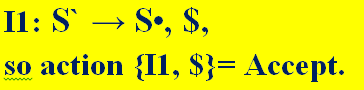 I1: S` → S•, $,
so action {I1, $}= Accept.